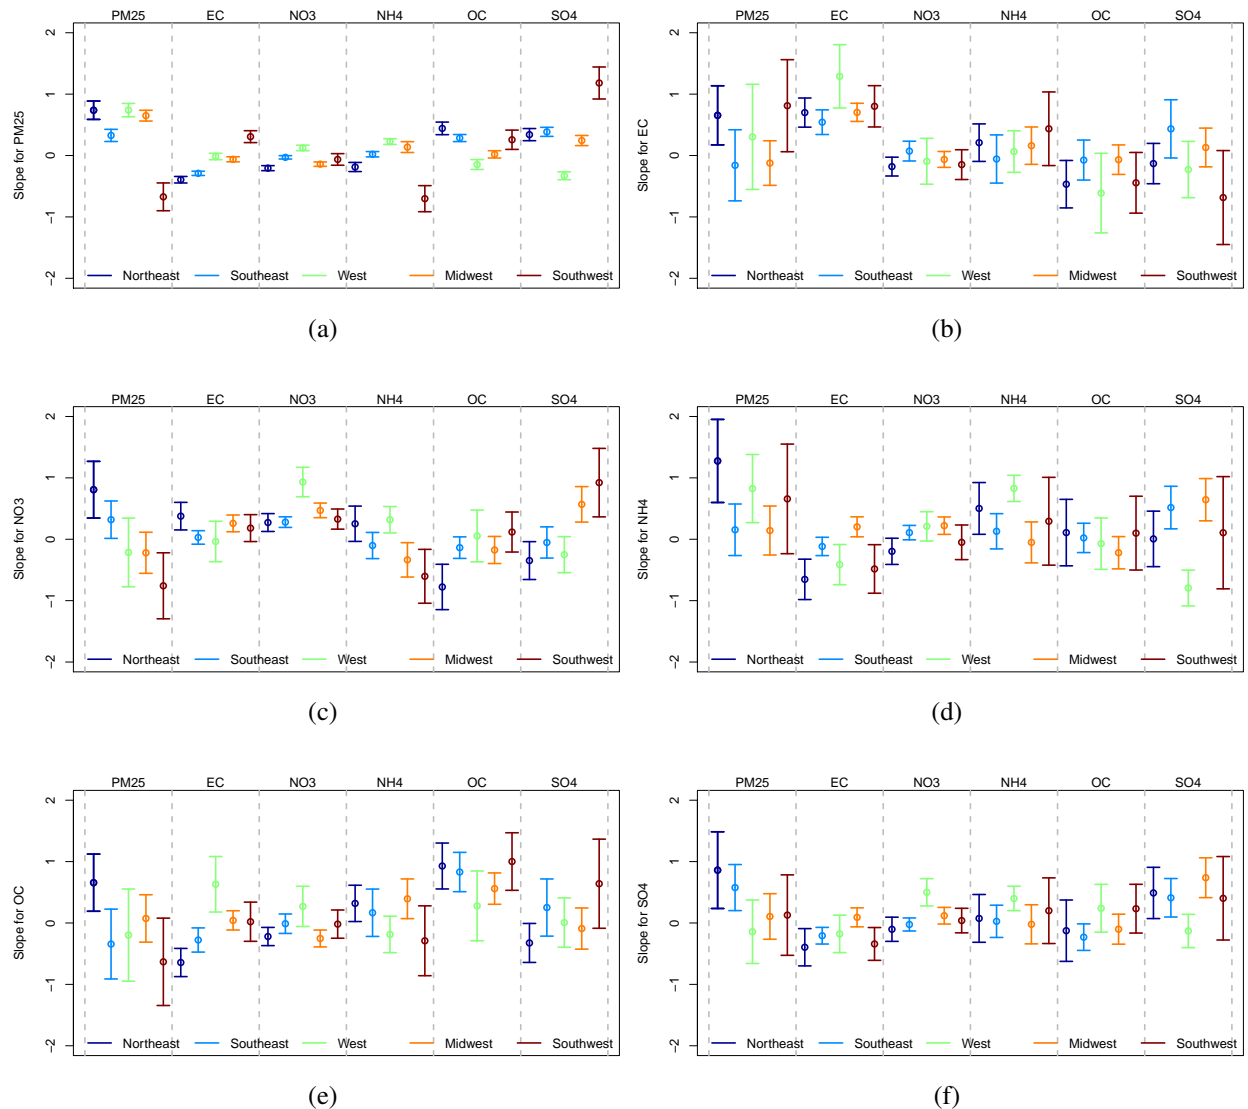 PM25 EC NO3 NH4 OC SO4
Slope for PM25
2
1
0
−1
−2
Northeast Southeast West Midwest Southwest
(a)
PM25 EC NO3 NH4 OC SO4
Slope for EC
2
1
0
−1
−2
Northeast Southeast West Midwest Southwest
(b)
PM25 EC NO3 NH4 OC SO4
Slope for NO3
2
1
0
−1
−2
Northeast Southeast West Midwest Southwest
(c)
PM25 EC NO3 NH4 OC SO4
Slope for NH4
2
1
0
−1
−2
Northeast Southeast West Midwest Southwest
(d)
PM25 EC NO3 NH4 OC SO4
Slope for OC
2
1
0
−1
−2
Northeast Southeast West Midwest Southwest
(e)
PM25 EC NO3 NH4 OC SO4
Slope for SO4
2
1
0
−1
−2
Northeast Southeast West Midwest Southwest
(f)